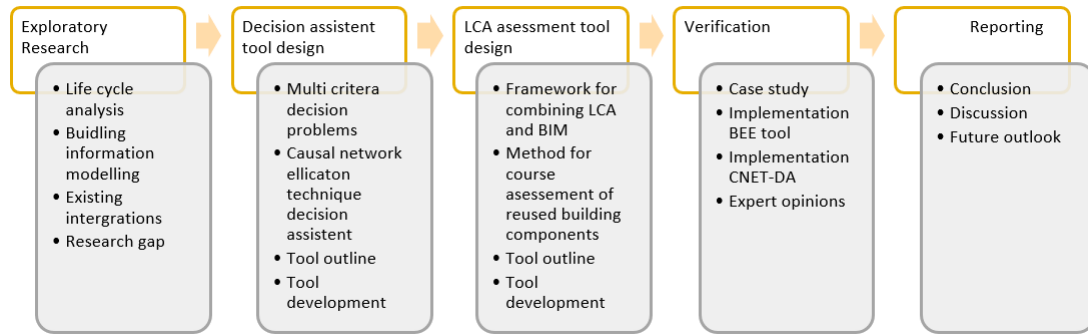 Exploratory
Research
• Life cycle
analysis
• Buidling
information
modelling
• Existing
intergrations
• Research gap
Decision assistent
tool design
• Multi critera
decision
problems
• Causal network
ellicaton
technique
decision
assistent
• Tool outline
• Tool
development
LCA asessment tool
design
• Framework for
combining LCA
and BIM
• Method for
course
asessement of
reused building
components
• Tool outline
• Tool
development
Verification
• Case study
• Implementation
BEE tool
• Implementation
CNET-DA
• Expert opinions
Reporting
• Conclusion
• Discussion
• Future outlook